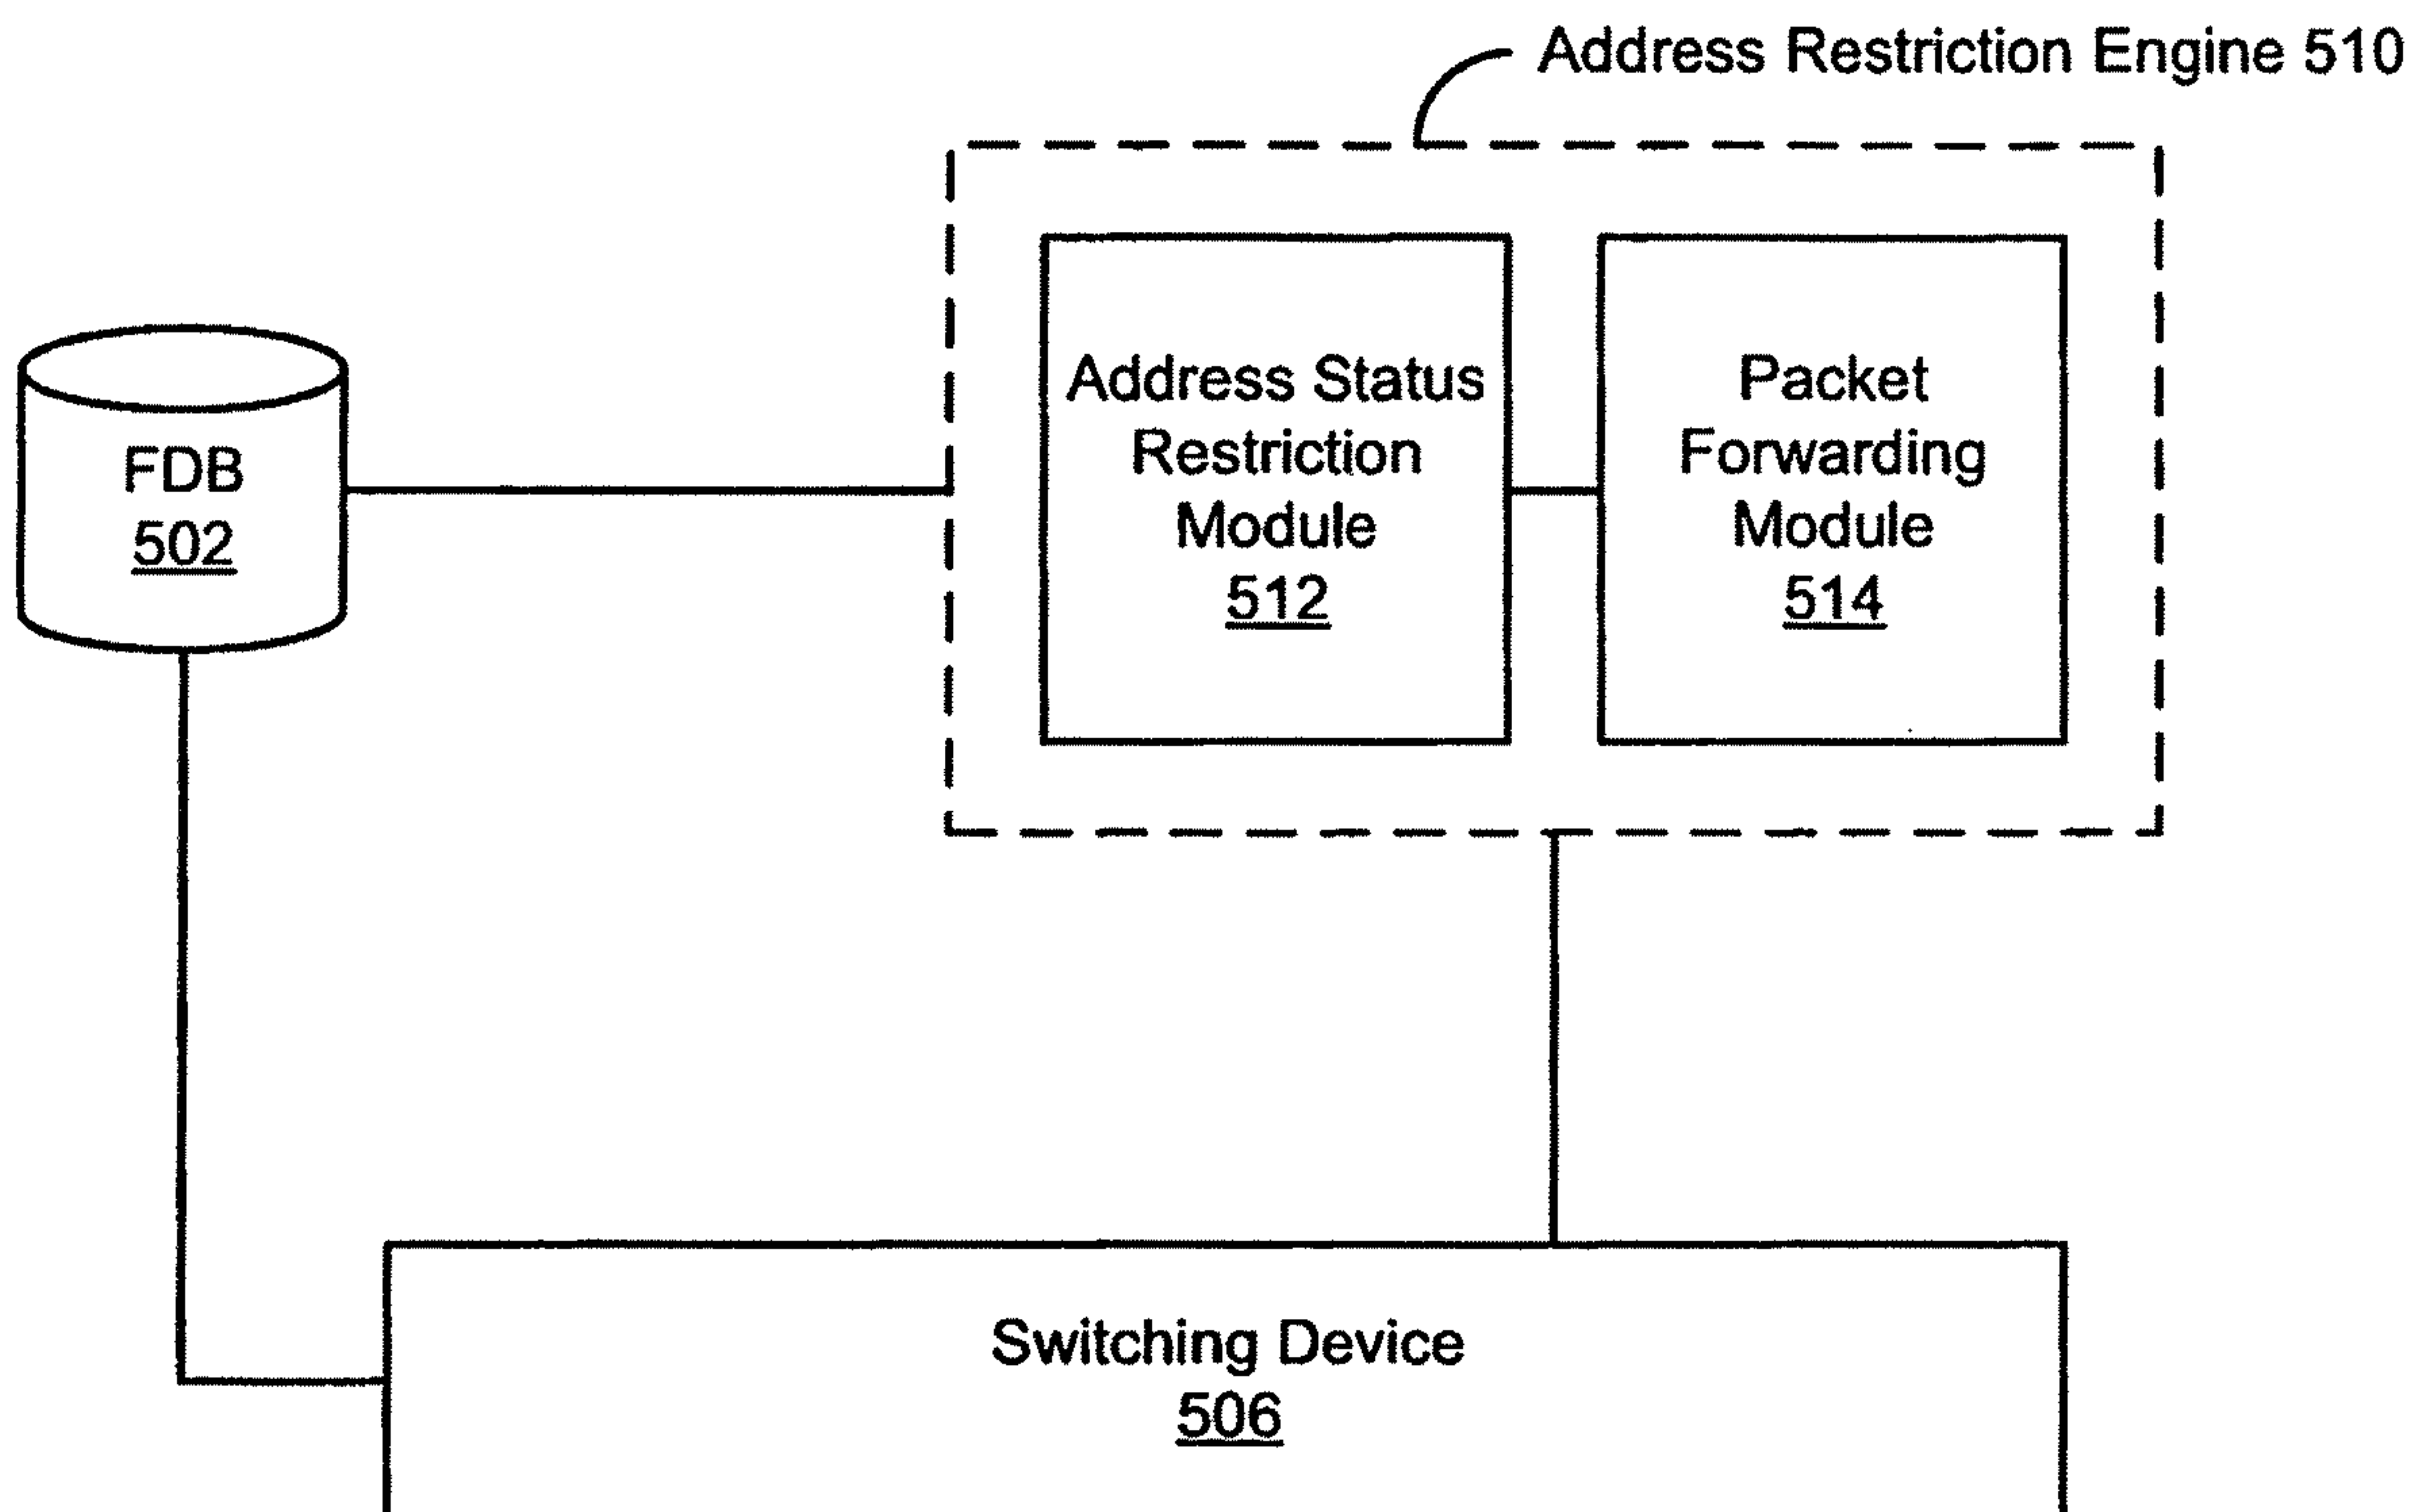 Address Restriction Engine 510
Address Status
Restriction
Module
512
Packet
Forwarding
Module
514
FDB
502
Switching Device
506